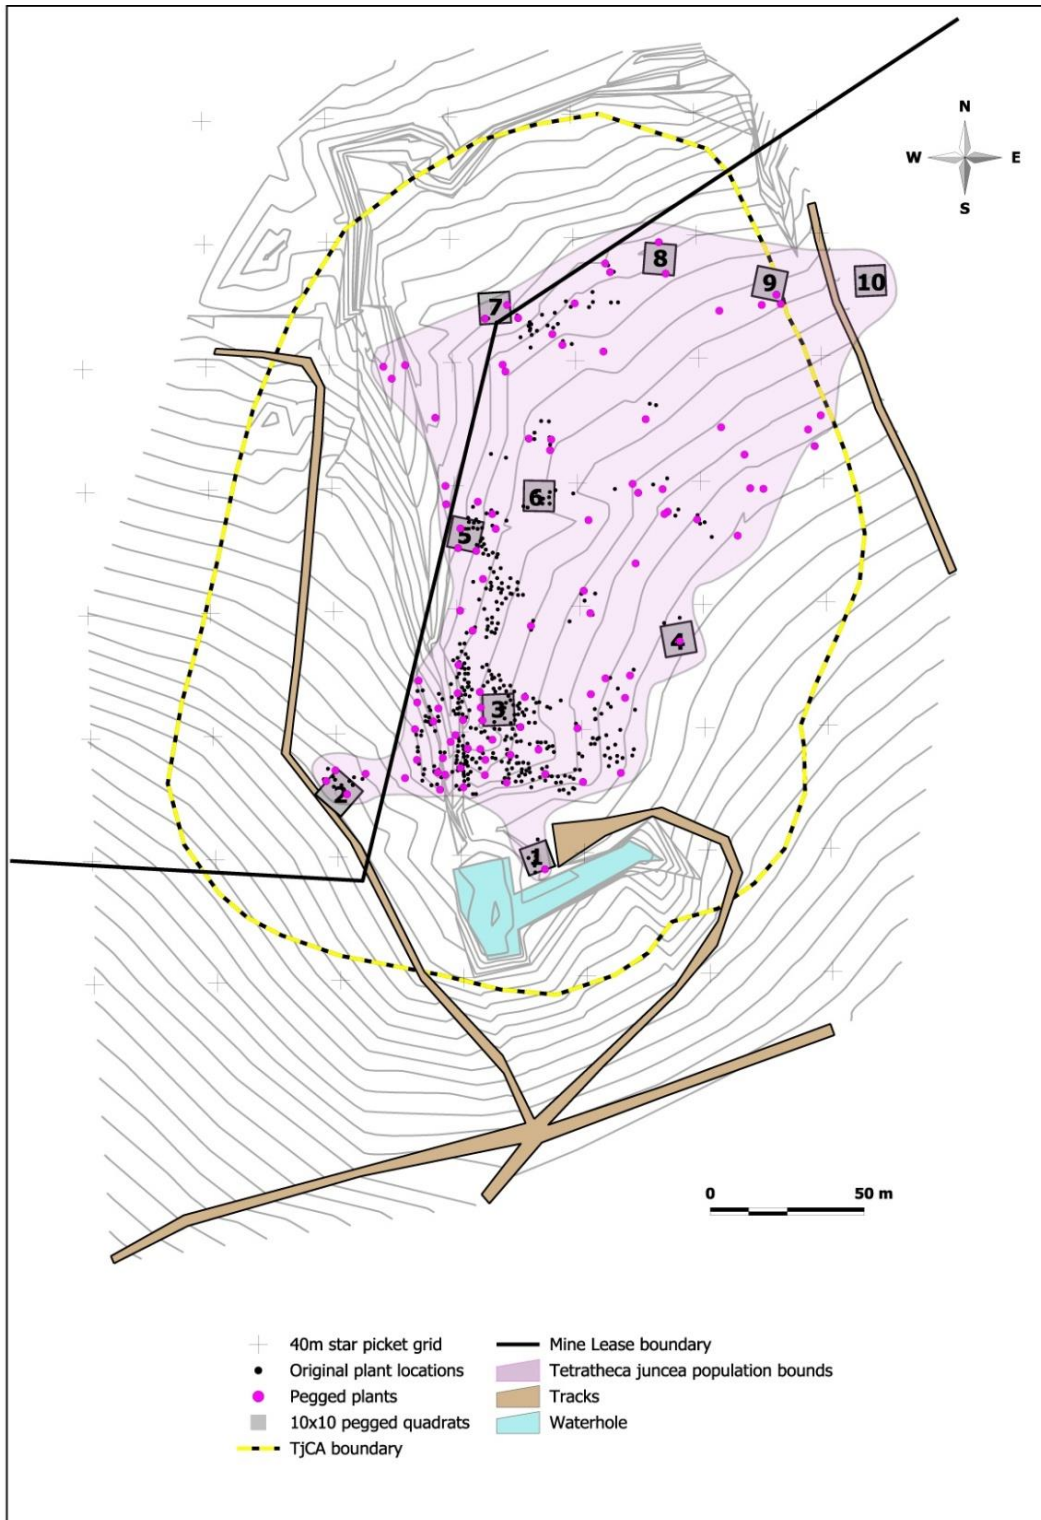 N
W E
S
8
9
10
7
6
5
4
3
2
1
0 50 m
40m star picket grid
Original plant locations
Pegged plants
10x10 pegged quadrats
TjCA boundary
Mine Lease boundary
Tetratheca juncea population bounds
Tracks
Waterhole